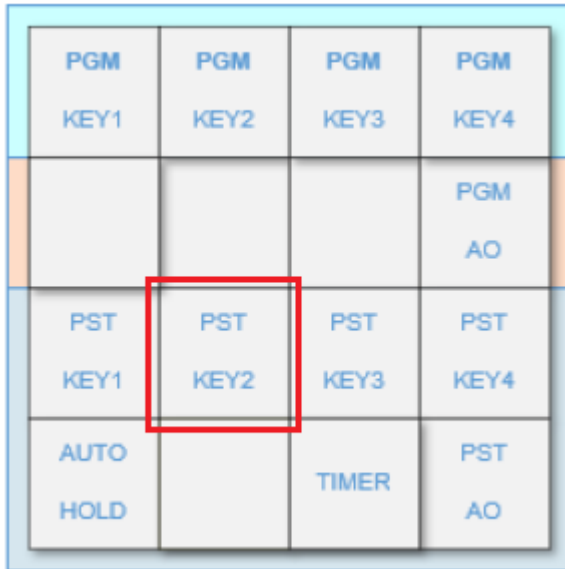 PGM PGM PGM PGM
KEY1 KEY2 KEY3 KEY4
PGM
AO
PST PST PST PST
KEY1 KEY2 KEY3 KEY4
AUTO
HOLD
TIMER
PST
AO